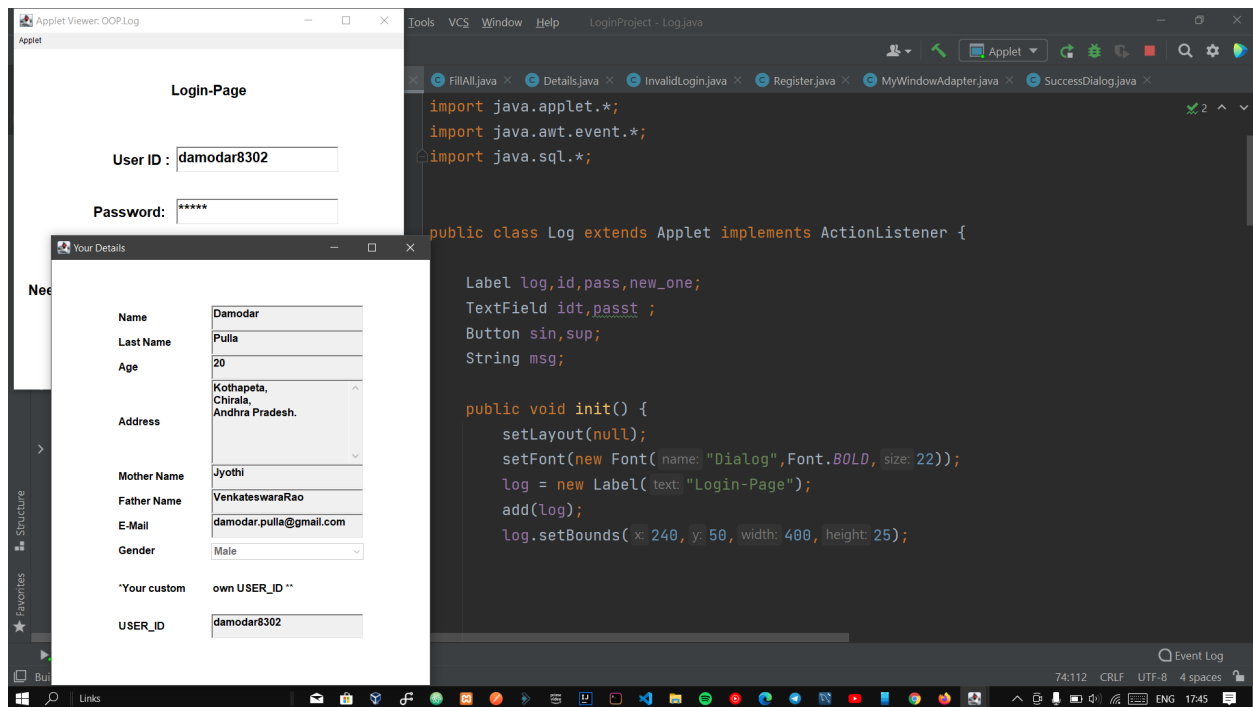 Applet Viewer: OOP.Log
Applet
Login-Page
User ID :
damodar8302
Password:
*****
Nee
Your Details
Name
Damodar
Last Name
Pulla
Age
20
Address
Kothapeta,
Chirala,
Andhra Pradesh.
Mother Name
Jyothi
Father Name
VenkateswaraRao
E-Mail
damodar.pulla@gmail.com
Gender
Male
*Your custom own USER_ID **
USER_ID
damodar8302
Tools VCS Window Help LoginProject - Log.java
Applet
FillAll.java Details.java InvalidLogin.java Register.java MyWindowAdapter.java SuccessDialog.java
2
import java.applet.*;
import java.awt.event.*;
import java.sql.*;
public class Log extends Applet implements ActionListener {
Label log,id,pass,new_one;
TextField idt,passt ;
Button sin,sup;
String msg;
public void init() {
setLayout(null);
setFont(new Font( name: "Dialog",Font.BOLD, size: 22));
log = new Label( text: "Login-Page");
add(log);
log.setBounds( x: 240, y: 50, width: 400, height: 25);
Structure
Favorites
Event Log
Bui
74:112 CRLF UTF-8 4 spaces
Links
ENG 17:45